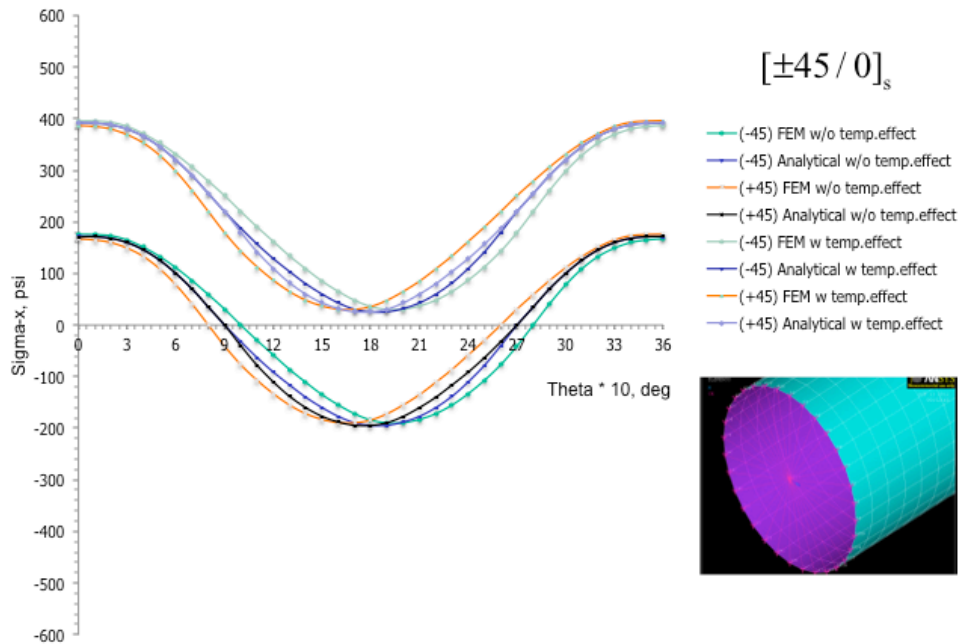 600
500
400
300
200
100
0
-100
-200
-300
-400
-500
-600
Sigma-x, psi
0 3 6 9 12 15 18 21 24 27 30 33 36
Theta * 10, deg
[±45 / 0]s
(-45) FEM w/o temp.effect
(-45) Analytical w/o temp.effect
(+45) FEM w/o temp.effect
(+45) Analytical w/o temp.effect
(-45) FEM w temp.effect
(-45) Analytical w temp.effect
(+45) FEM w temp.effect
(+45) Analytical w temp.effect